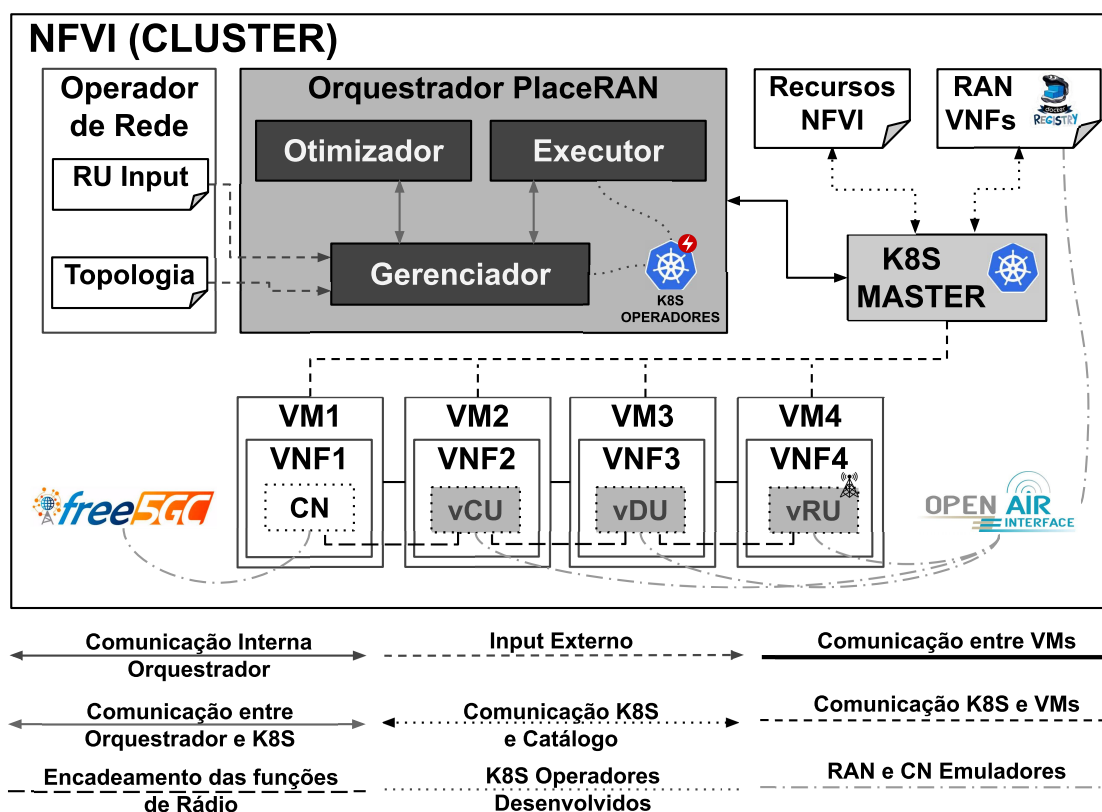 NFVI (CLUSTER)
Operador
de Rede
RU Input
Topologia
Orquestrador PlaceRAN
Otimizador
Executor
Gerenciador
K8S
OPERADORES
Recursos
NFVI
RAN
VNFs
docker
REGISTRY
K8S
MASTER
VM1
VNF1
CN
VM2
VNF2
vCU
VM3
VNF3
vDU
VM4
VNF4
vRU
free5GC
OPEN AIR
INTERFACE
Comunicação Interna
Orquestrador
Input Externo
Comunicação entre VMs
Comunicação entre
Orquestrador e K8S
Comunicação K8S
e Catálogo
Comunicação K8S e VMs
Encadeamento das funções
de Rádio
K8S Operadores
Desenvolvidos
RAN e CN Emuladores